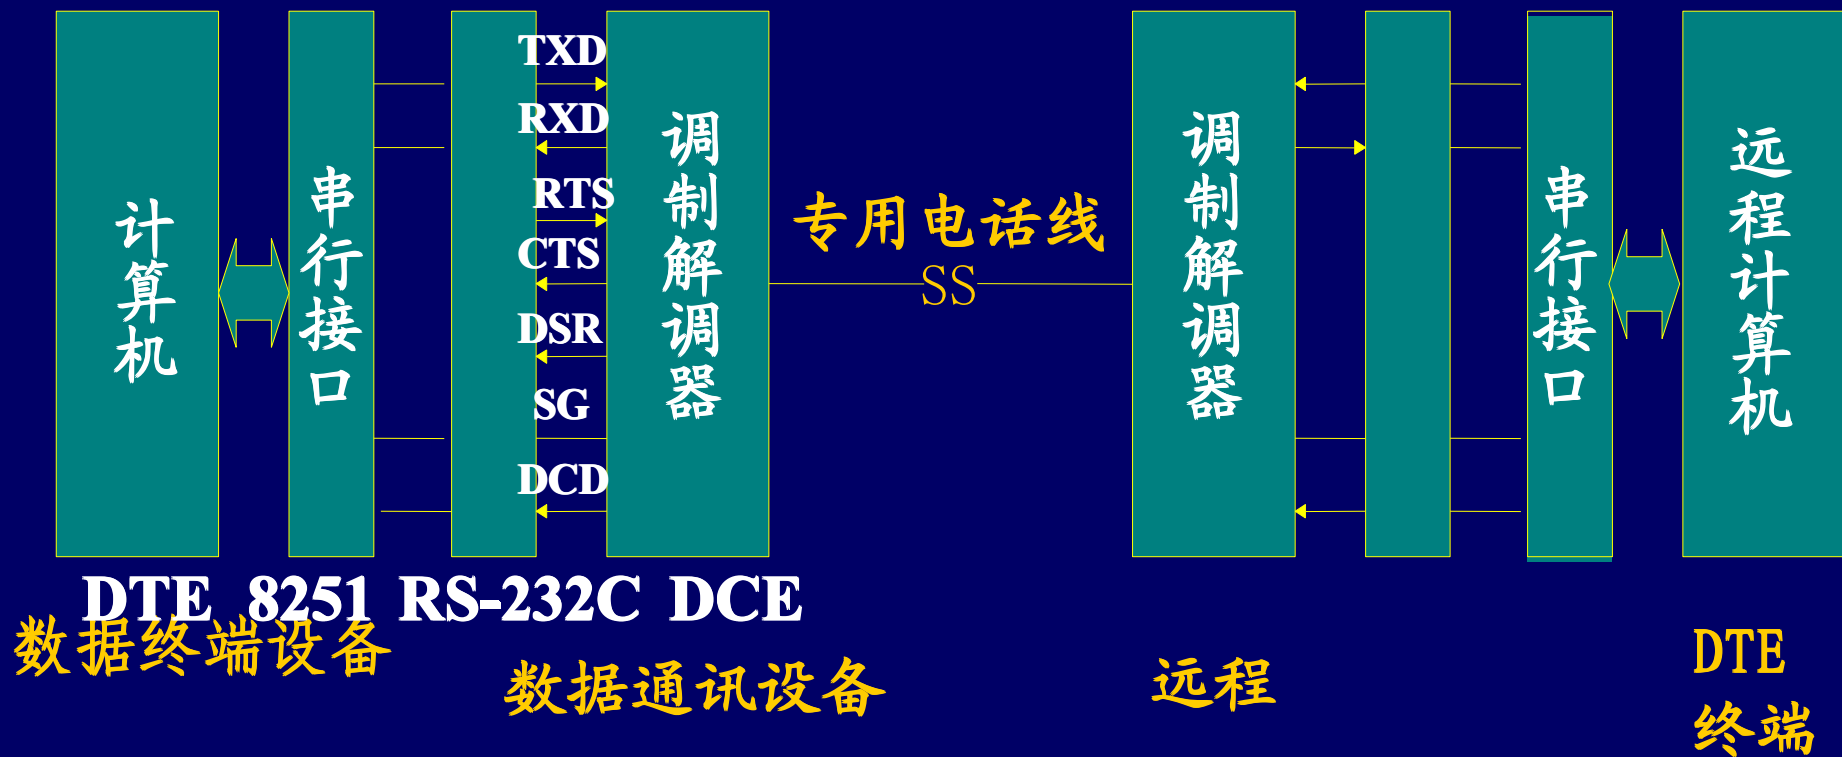 计算机
串行接口
TXD
RXD
RTS
CTS
DSR
SG
DCD
调制解调器
专用电话线
SS
调制解调器
串行接口
远程计算机
DTE 8251 RS-232C DCE
数据终端设备
数据通讯设备
远程
DTE
终端